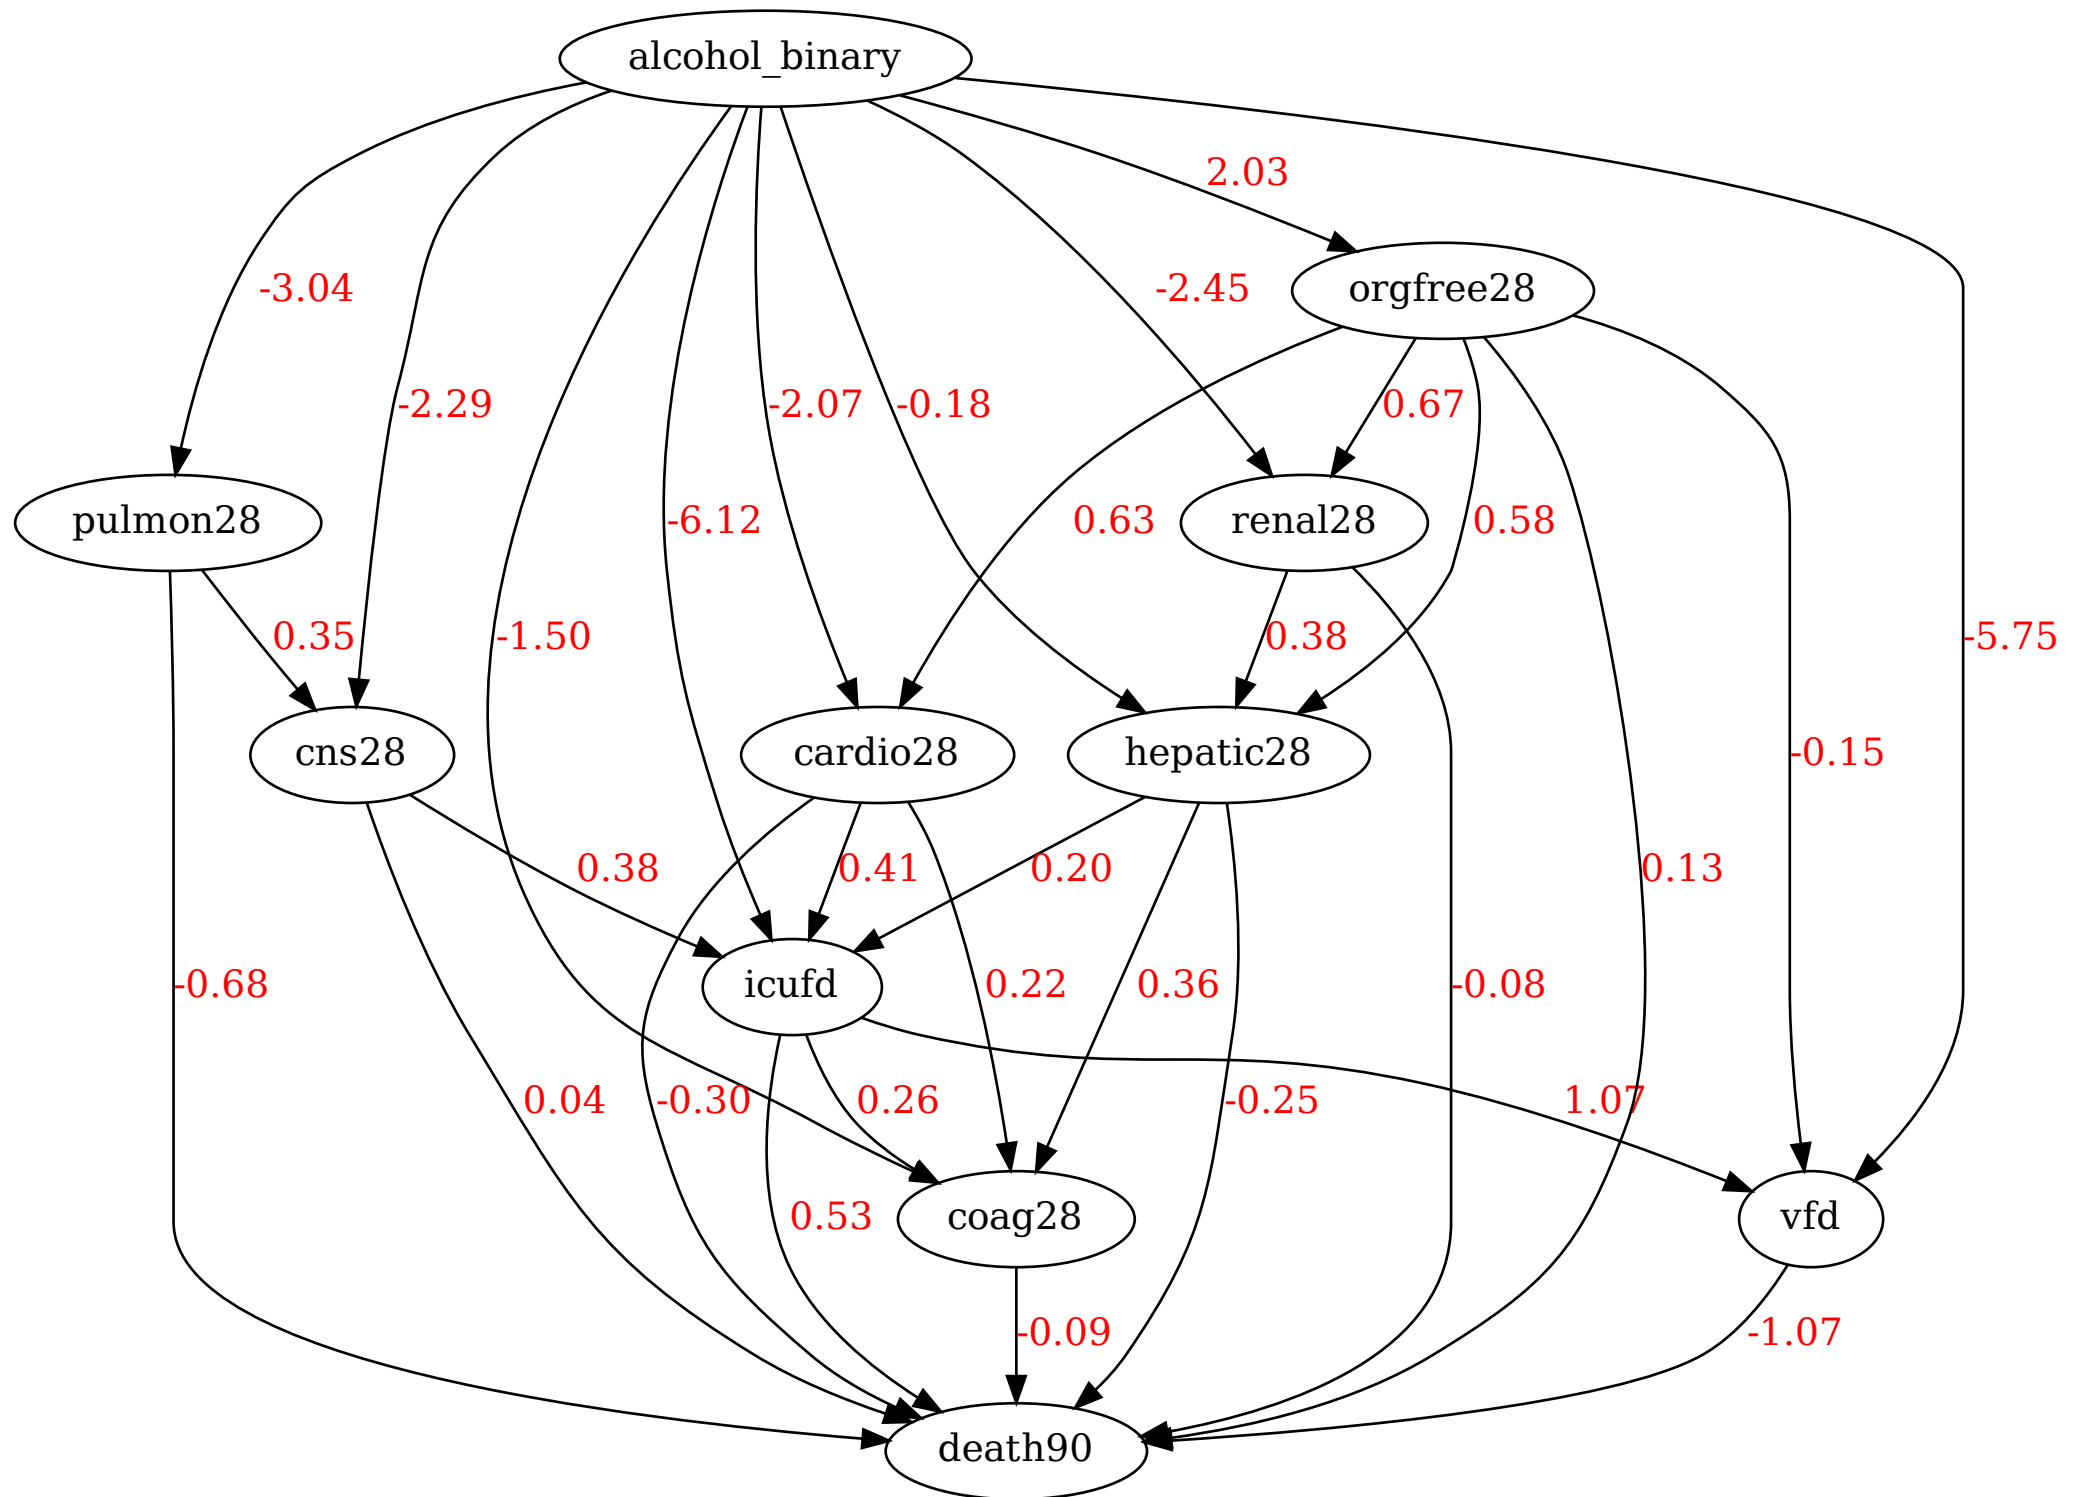 alcohol_binary
2.03
-3.04
-2.45
orgfree28
-2.29
-2.07
-0.18
0.67
pulmon28
-6.12
0.63
renal28
0.58
0.35
-1.50
0.38
-5.75
cns28
cardio28
hepatic28
-0.15
0.38
0.41
0.20
0.13
-0.68
icufd
0.22
0.36
-0.08
0.04
-0.30
0.26
-0.25
1.07
0.53
coag28
vfd
-0.09
-1.07
death90